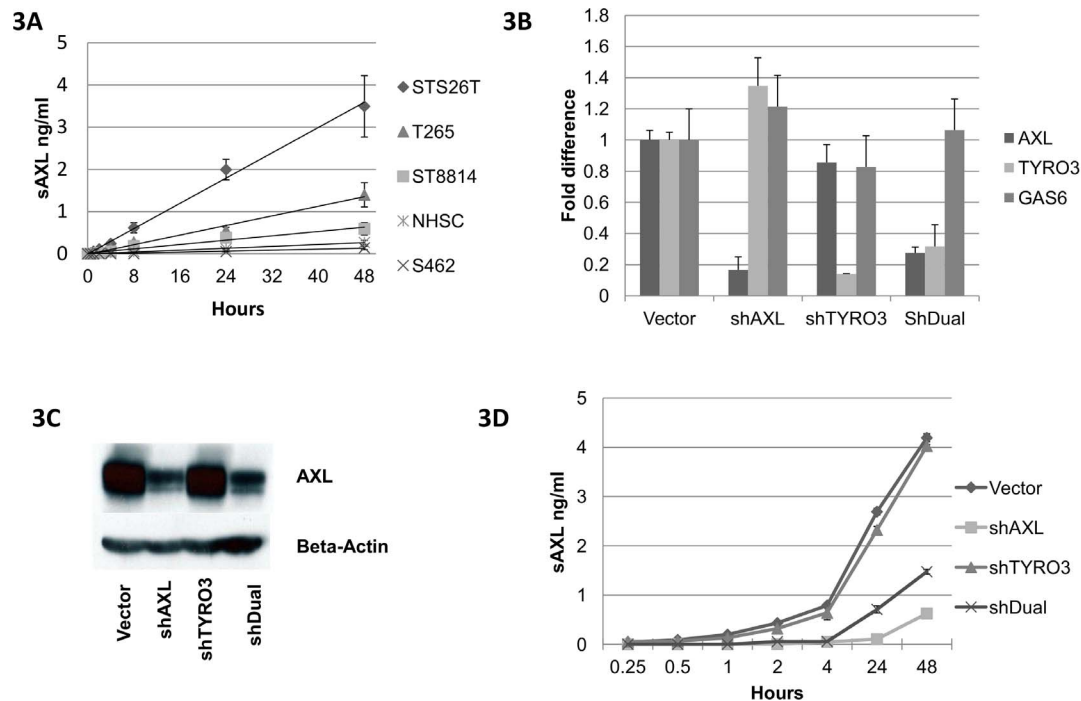 3A
5
4
3
2
1
0
sAXL ng/ml
0 8 16 24 32 40 48
Hours
STS26T
T265
ST8814
NHSC
S462
3B
1.8
1.6
1.4
1.2
1
0.8
0.6
0.4
0.2
0
Fold difference
Vector shAXL shTYRO3 ShDual
AXL
TYRO3
GAS6
3C
AXL
Beta-Actin
Vector
shAXL
shTYRO3
shDual
3D
5
4
3
2
1
0
sAXL ng/ml
0.25 0.5 1 2 4 24 48
Hours
Vector
shAXL
shTYRO3
shDual